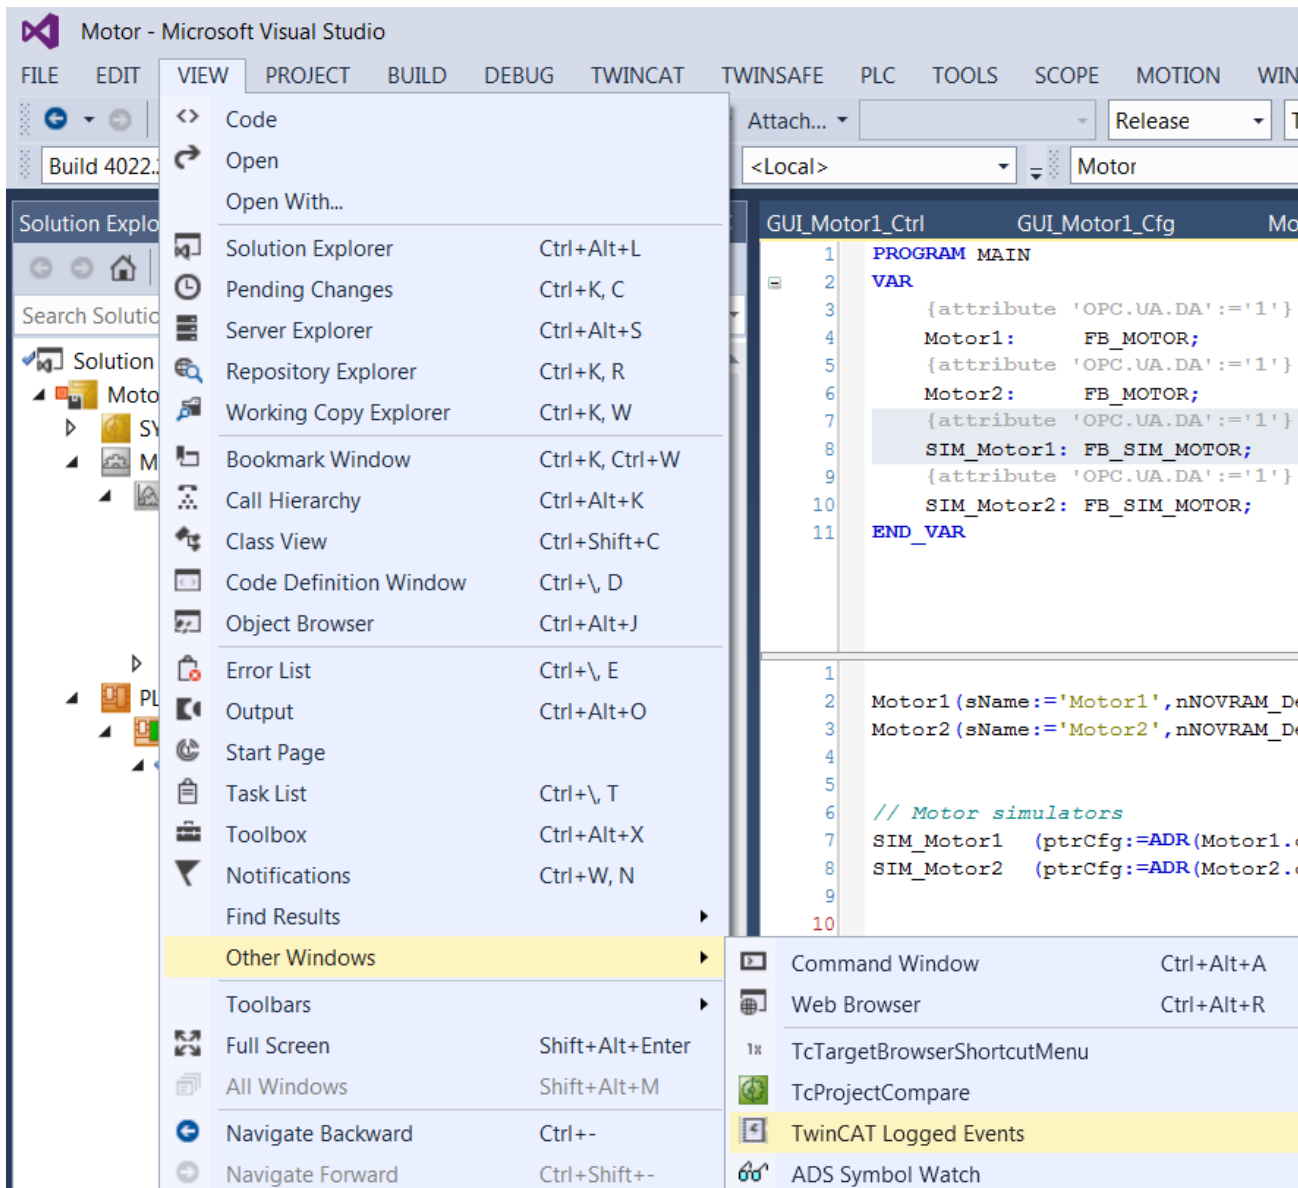 Motor - Microsoft Visual Studio
FILE EDIT VIEW PROJECT BUILD DEBUG TWINCAT TWINSAFE PLC TOOLS SCOPE MOTION WIN
Attach... Release
Build 4022. <Local> Motor
Solution Explo
Search Solutio
Solution
Moto
SY
M
PL
Code
Open
Open With...
Solution Explorer Ctrl+Alt+L
Pending Changes Ctrl+K, C
Server Explorer Ctrl+Alt+S
Repository Explorer Ctrl+K, R
Working Copy Explorer Ctrl+K, W
Bookmark Window Ctrl+K, Ctrl+W
Call Hierarchy Ctrl+Alt+K
Class View Ctrl+Shift+C
Code Definition Window Ctrl+\, D
Object Browser Ctrl+Alt+J
Error List Ctrl+\, E
Output Ctrl+Alt+O
Start Page
Task List Ctrl+\, T
Toolbox Ctrl+Alt+X
Notifications Ctrl+W, N
Find Results
Other Windows
Toolbars
Full Screen Shift+Alt+Enter
All Windows Shift+Alt+M
Navigate Backward Ctrl+-
Navigate Forward Ctrl+Shift+-
GUI_Motor1_Ctrl GUI_Motor1_Cfg Mo
1 PROGRAM MAIN
2 VAR
3 {attribute 'OPC.UA.DA':='1'}
4 Motor1: FB_MOTOR;
5 {attribute 'OPC.UA.DA':='1'}
6 Motor2: FB_MOTOR;
7 {attribute 'OPC.UA.DA':='1'}
8 SIM_Motor1: FB_SIM_MOTOR;
9 {attribute 'OPC.UA.DA':='1'}
10 SIM_Motor2: FB_SIM_MOTOR;
11 END_VAR
1
2 Motor1(sName:='Motor1',nNOVRAM_De
3 Motor2(sName:='Motor2',nNOVRAM_De
4
5
6 // Motor simulators
7 SIM_Motor1 (ptrCfg:=ADR(Motor1.
8 SIM_Motor2 (ptrCfg:=ADR(Motor2.
9
10
Command Window Ctrl+Alt+A
Web Browser Ctrl+Alt+R
TcTargetBrowserShortcutMenu
TcProjectCompare
TwinCAT Logged Events
ADS Symbol Watch